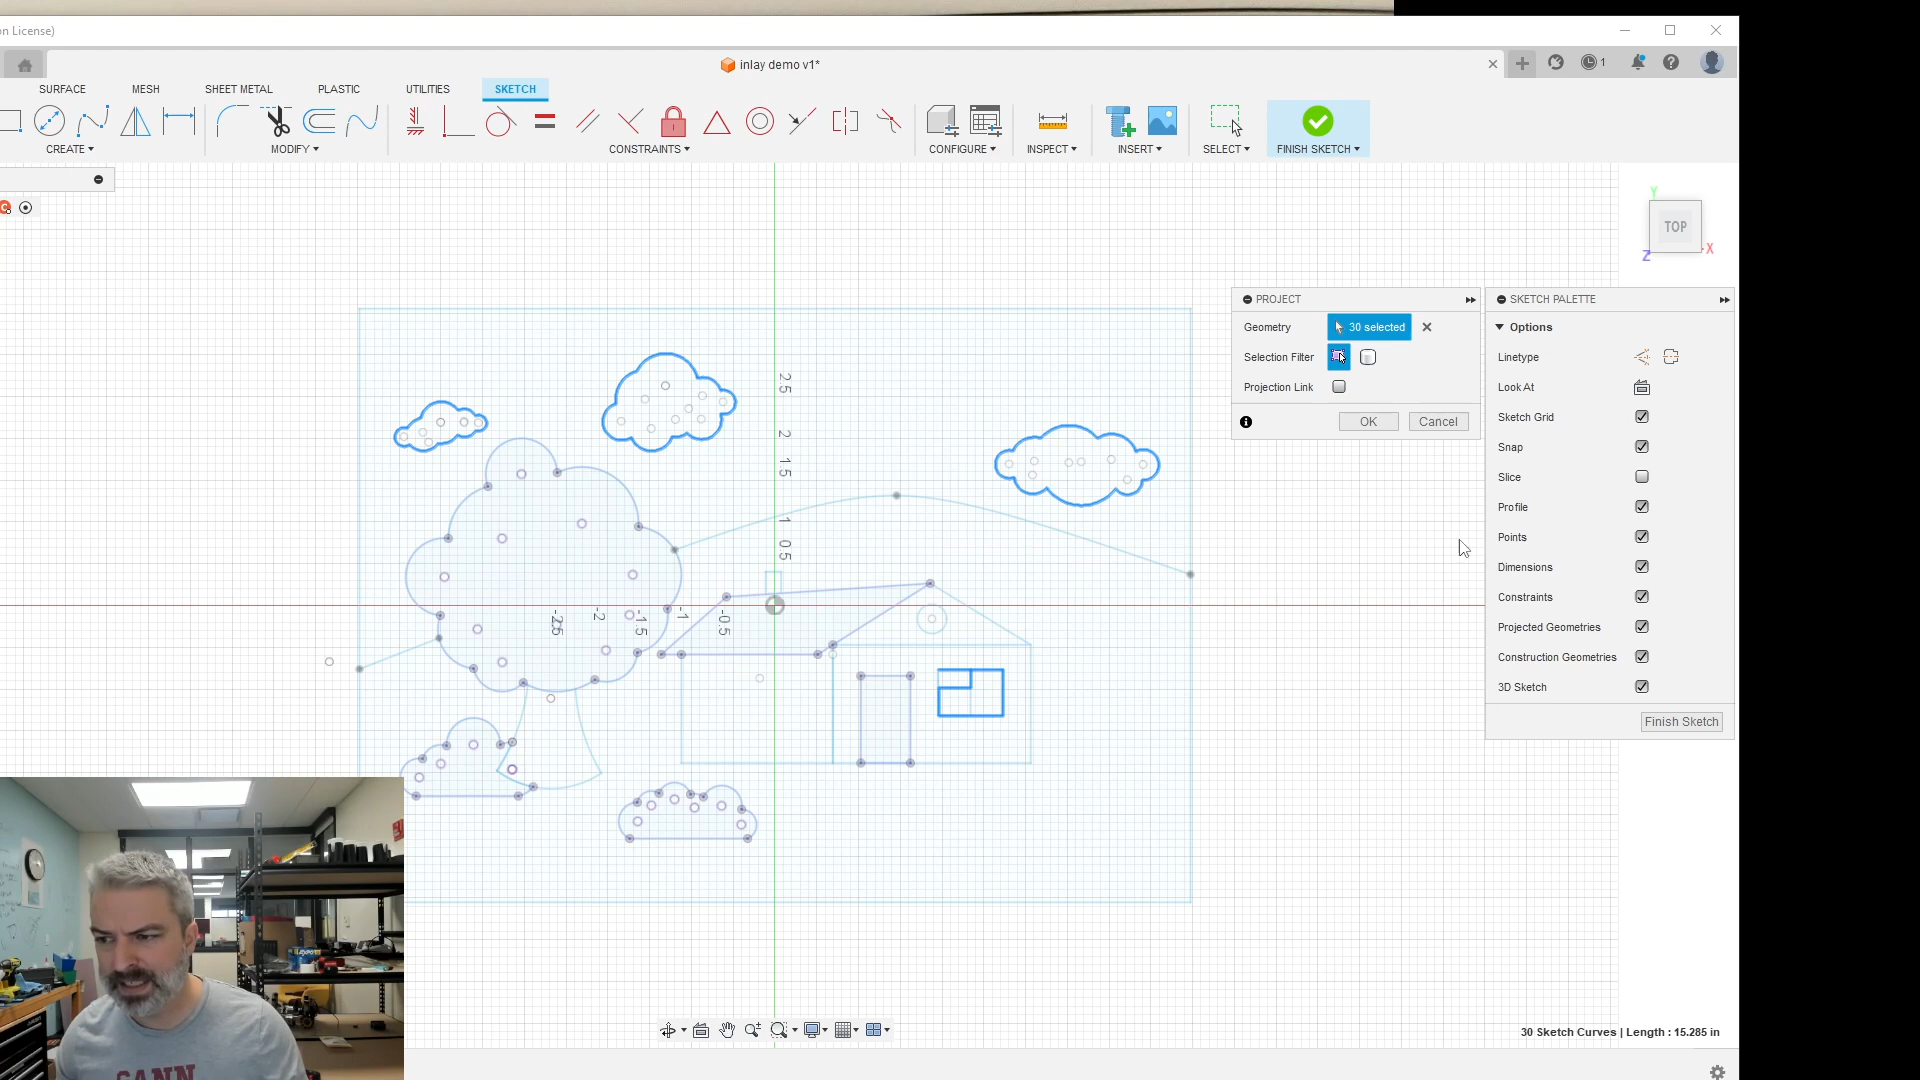 on License)
inlay demo v1*
1
SURFACE
MESH
SHEET METAL
PLASTIC
UTILITIES
SKETCH
CREATE
MODIFY
CONSTRAINTS
CONFIGURE
INSPECT
INSERT
SELECT
FINISH SKETCH
Y
TOP
X
Z
PROJECT
Geometry
30 selected
Selection Filter
Projection Link
OK
Cancel
SKETCH PALETTE
Options
Linetype
Look At
Sketch Grid
Snap
Slice
Profile
Points
Dimensions
Constraints
Projected Geometries
Construction Geometries
3D Sketch
Finish Sketch
2.5
2
1.5
1
0.5
-2.5
-2
-1.5
-1
-0.5
30 Sketch Curves | Length : 15.285 in